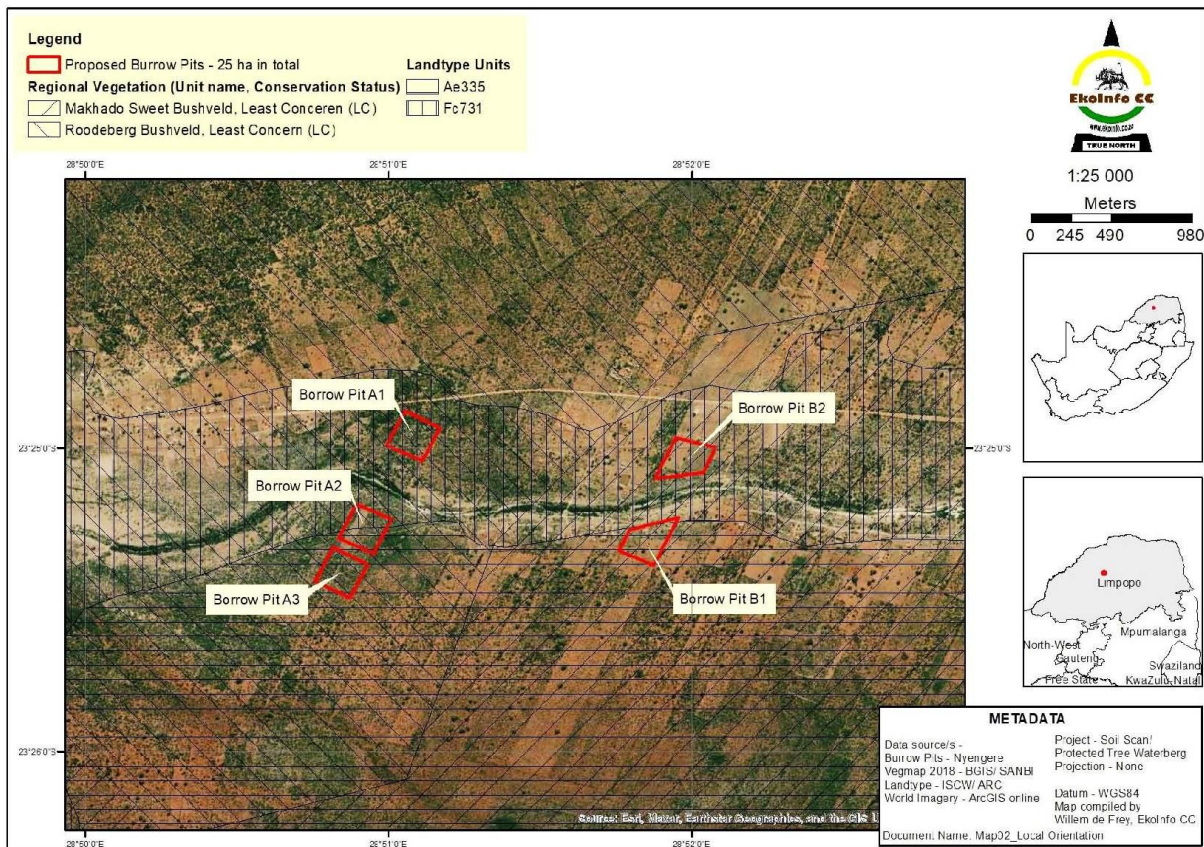 Legend
Proposed Burrow Pits - 25 ha in total
Regional Vegetation (Unit name, Conservation Status)
Makhado Sweet Bushveld, Least Conceren (LC)
Roodeberg Bushveld, Least Concern (LC)
Landtype Units
Ae335
Fc731
EkoInfo CC
www.ekoinfo.co.za
TRUE NORTH
1:25 000
Meters
0 245 490 980
28°50'0"E 28°51'0"E 28°52'0"E
Borrow Pit A1
Borrow Pit B2
23°25'0"S 23°25'0"S
Borrow Pit A2
Borrow Pit A3
Borrow Pit B1
23°26'0"S
Source: Esri, Maxar, Earthstar Geographics, and the GIS U
28°50'0"E 28°51'0"E 28°52'0"E
Limpopo
Mpumalanga
North-West
Gauteng
Swaziland
Free State
KwaZulu-Natal
METADATA
Data source/s -
Burrow Pits - Nyengere
Vegmap 2018 - BGIS/ SANBI
Landtype - ISCW/ ARC
World Imagery - ArcGIS online
Project - Soil Scan/
Protected Tree Waterberg
Projection - None
Datum - WGS84
Map compiled by
Willem de Frey, EkoInfo CC
Document Name: Map02_Local Orientation